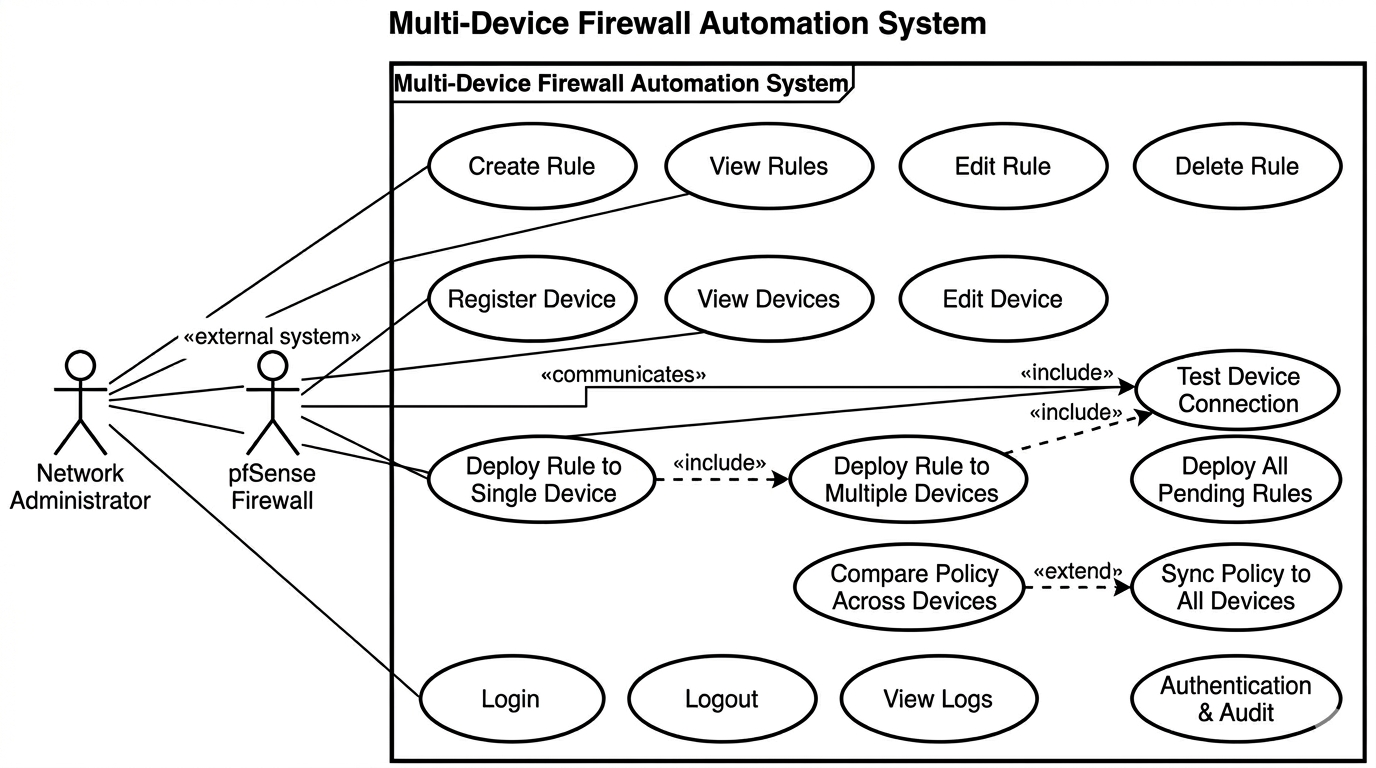 Multi-Device Firewall Automation System
Multi-Device Firewall Automation System
Create Rule
View Rules
Edit Rule
Delete Rule
Register Device
View Devices
Edit Device
«external system»
«communicates»
«include»
Test Device
Connection
«include»
Network
Administrator
pfSense
Firewall
Deploy Rule to
Single Device
«include»
Deploy Rule to
Multiple Devices
Deploy All
Pending Rules
Compare Policy
Across Devices
«extend»
Sync Policy to
All Devices
Login
Logout
View Logs
Authentication
& Audit